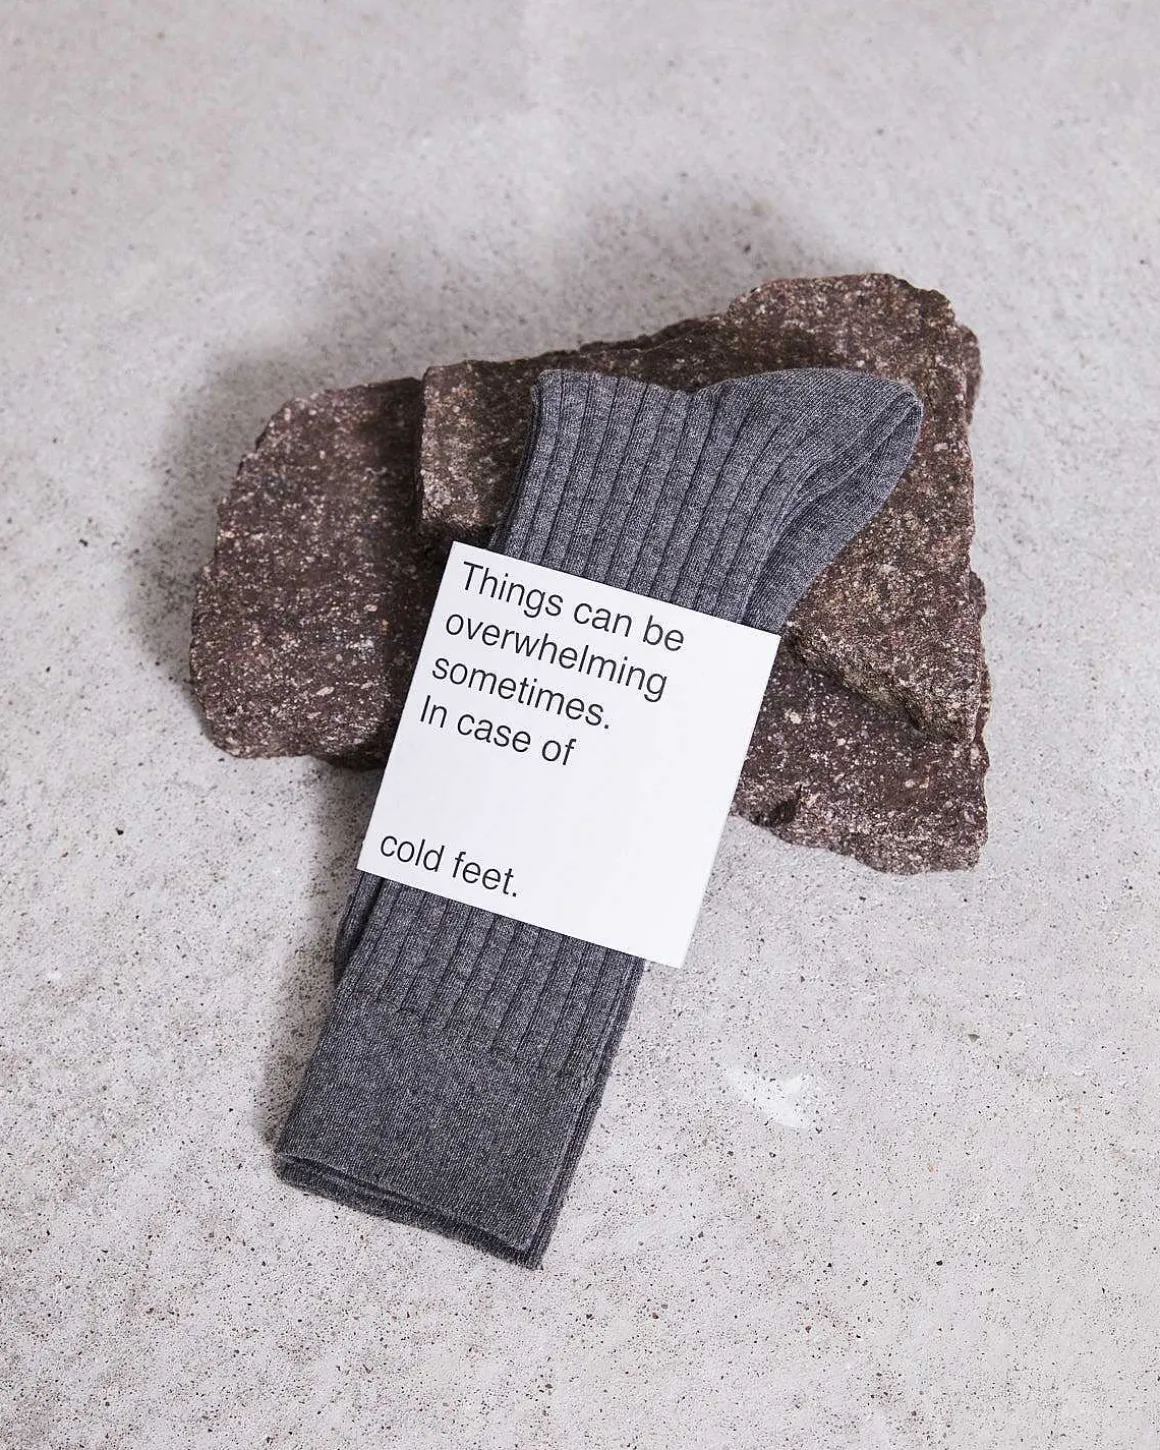 Things can be
overwhelming
sometimes.
In case of
cold feet.